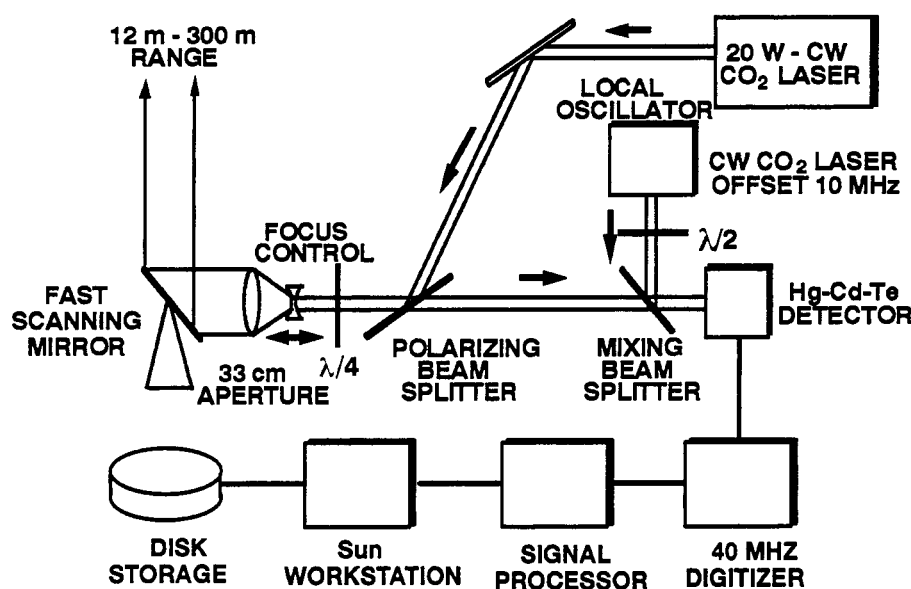 12 m - 300 m
RANGE
20 W - CW
CO₂ LASER
LOCAL
OSCILLATOR
CW CO₂ LASER
OFFSET 10 MHz
λ/2
FOCUS
CONTROL
FAST
SCANNING
MIRROR
λ/4
33 cm
APERTURE
POLARIZING
BEAM
SPLITTER
MIXING
BEAM
SPLITTER
Hg-Cd-Te
DETECTOR
DISK
STORAGE
Sun
WORKSTATION
SIGNAL
PROCESSOR
40 MHZ
DIGITIZER